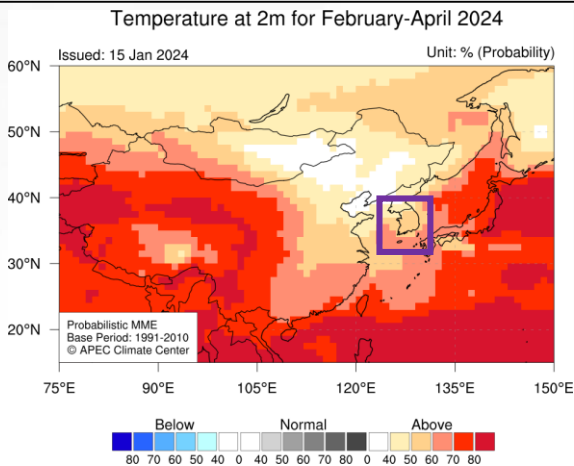 Temperature at 2m for February-April 2024
Issued: 15 Jan 2024
Unit: % (Probability)
60°N
50°N
40°N
30°N
20°N
Probabilistic MME
Base Period: 1991-2010
© APEC Climate Center
75°E 90°E 105°E 120°E 135°E 150°E
Below Normal Above
80 70 60 50 40 0 40 50 60 70 80 0 40 50 60 70 80